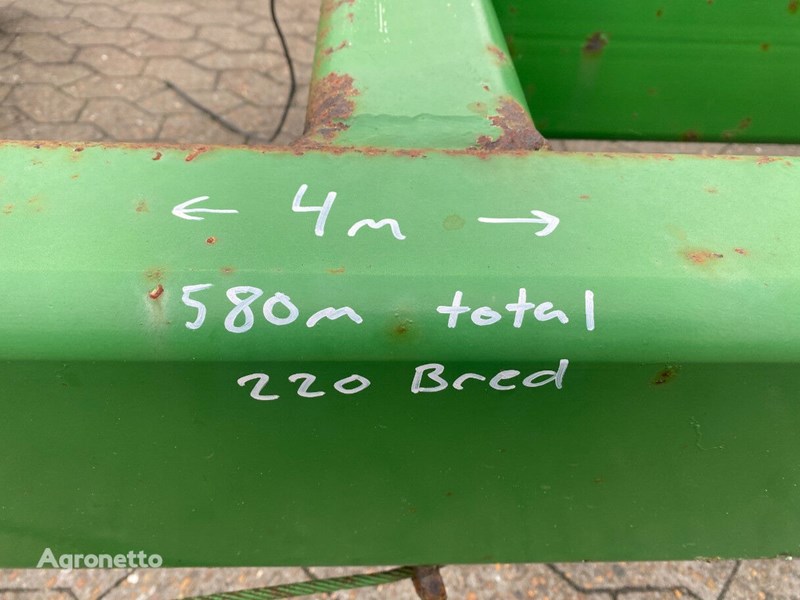 ← 4m →
580m total
220 Bred
Agronetto